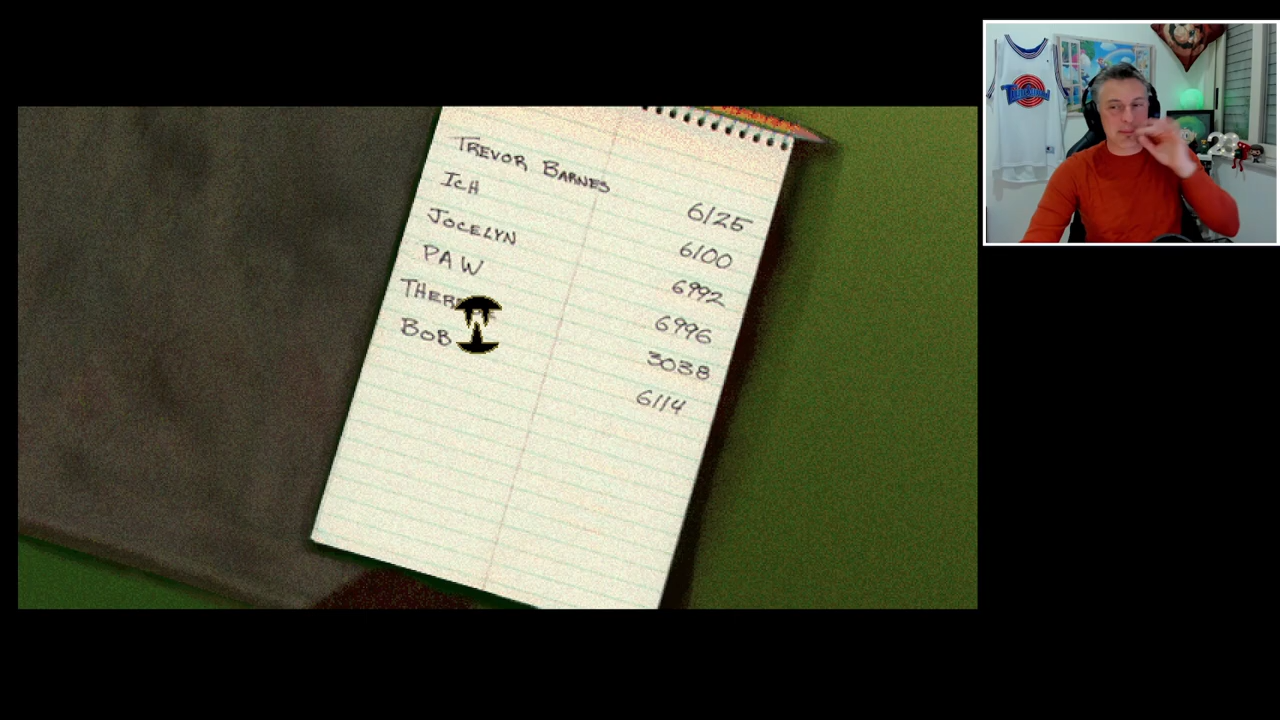 TREVOR BARNES 6125
ICH 6100
JOCELYN 6992
PAW 6996
3038
BOB 6114